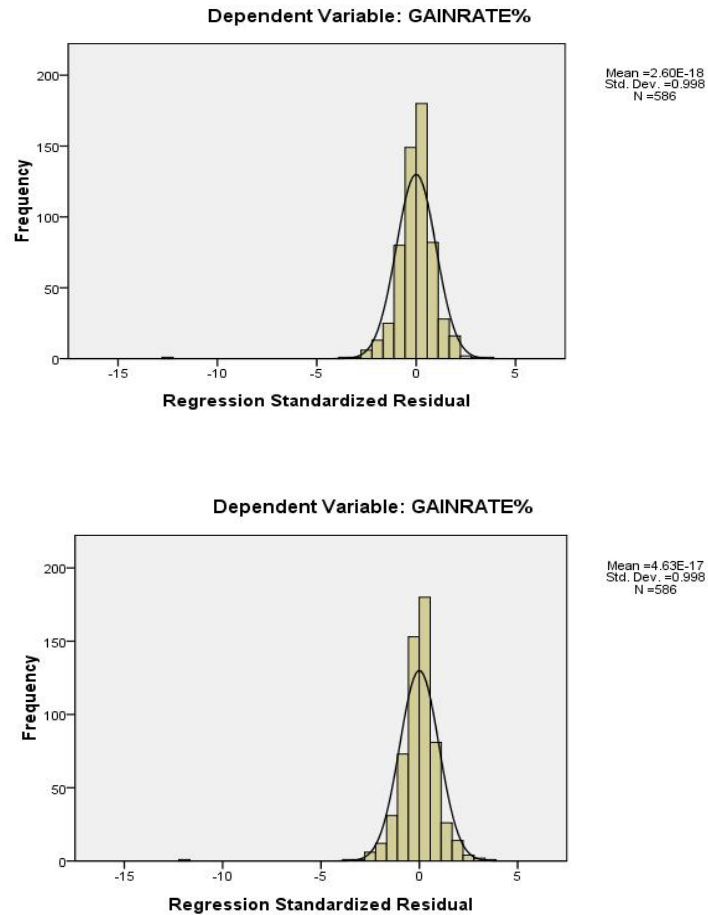 Dependent Variable: GAINRATE%
Mean =2.60E-18
Std. Dev. =0.998
N =586
200
150
100
50
0
Frequency
-15 -10 -5 0 5
Regression Standardized Residual
Dependent Variable: GAINRATE%
Mean =4.63E-17
Std. Dev. =0.998
N =586
200
150
100
50
0
Frequency
-15 -10 -5 0 5
Regression Standardized Residual